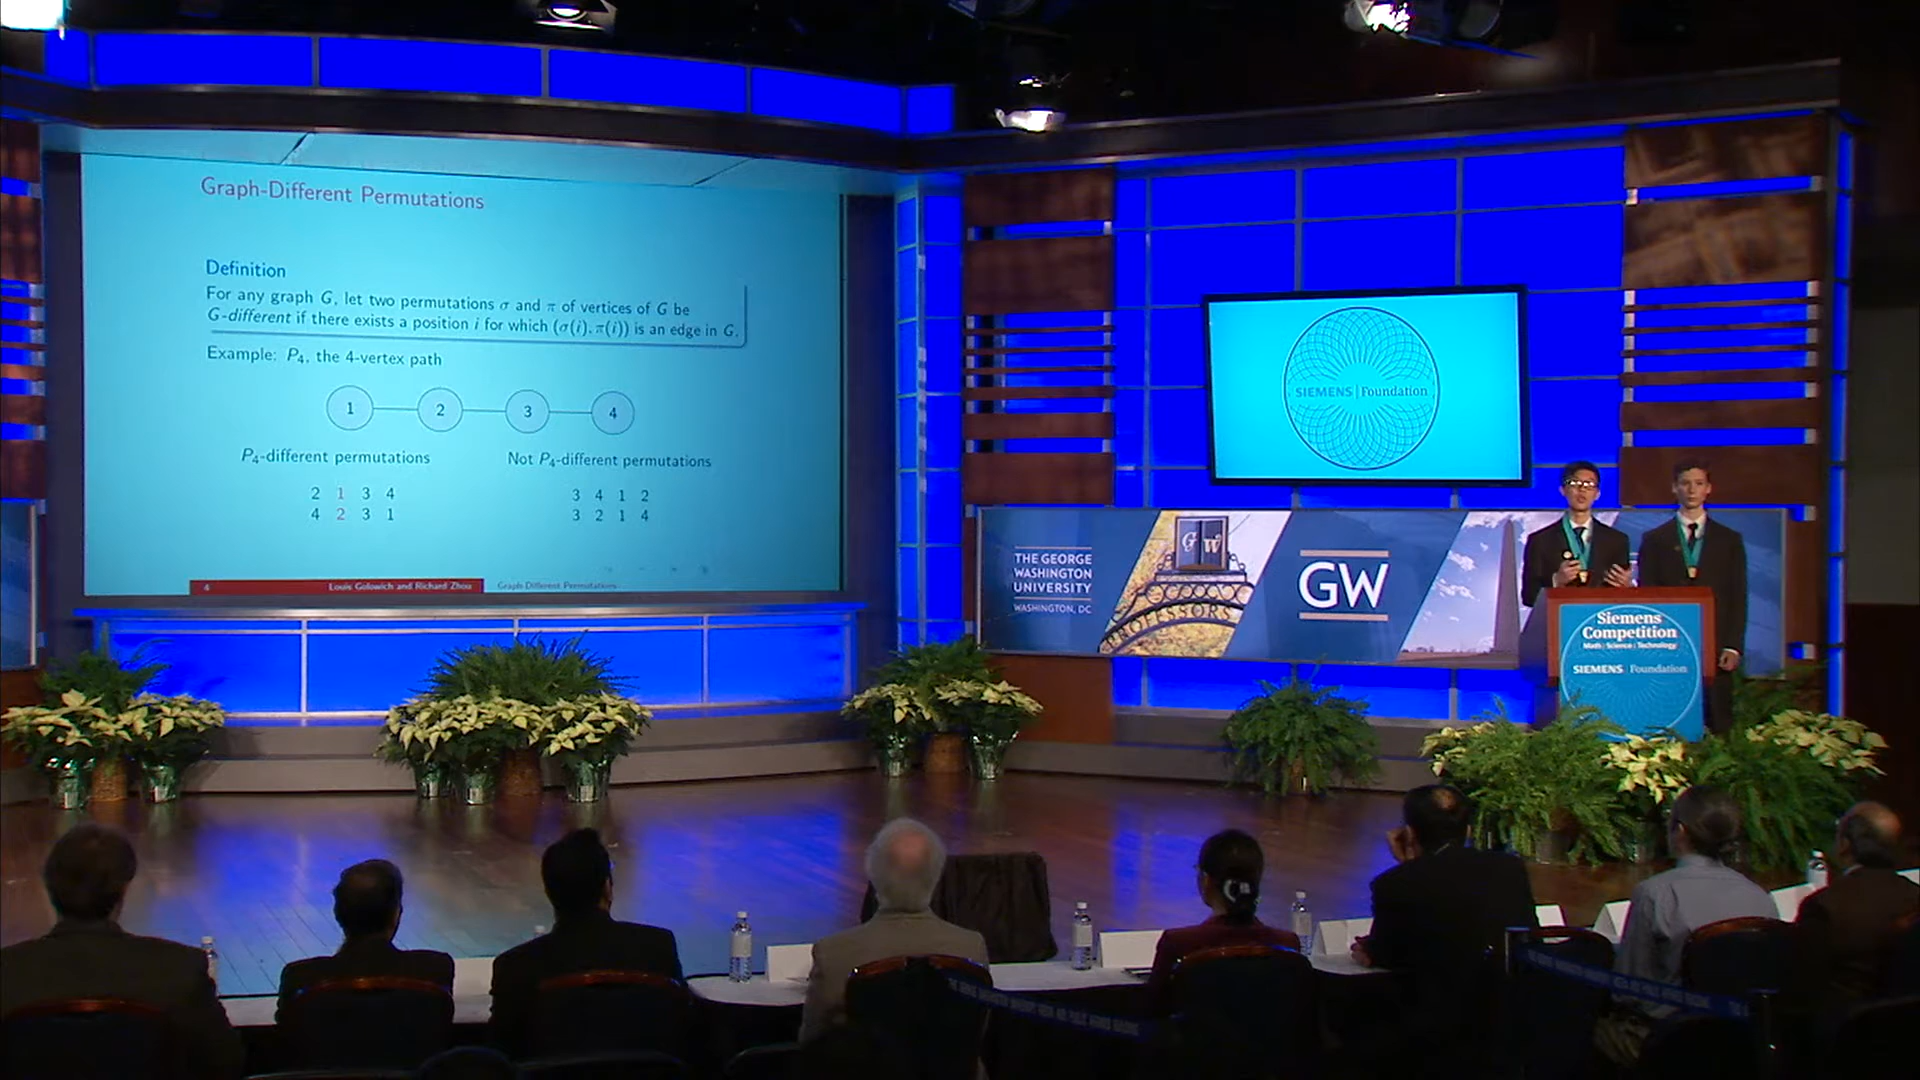 Graph-Different Permutations
Definition
For any graph G, let two permutations σ and π of vertices of G be
G-different if there exists a position i for which (σ(i), π(i)) is an edge in G.
Example: P₄, the 4-vertex path
1 2 3 4
P₄-different permutations
2 1 3 4
4 2 3 1
Not P₄-different permutations
3 4 1 2
3 2 1 4
4 Louis Golowich and Richard Zhou Graph-Different Permutations
SIEMENS | Foundation
THE GEORGE
WASHINGTON
UNIVERSITY
WASHINGTON, DC
G W
PROFESSORS
GW
Siemens
Competition
Math | Science | Technology
SIEMENS | Foundation